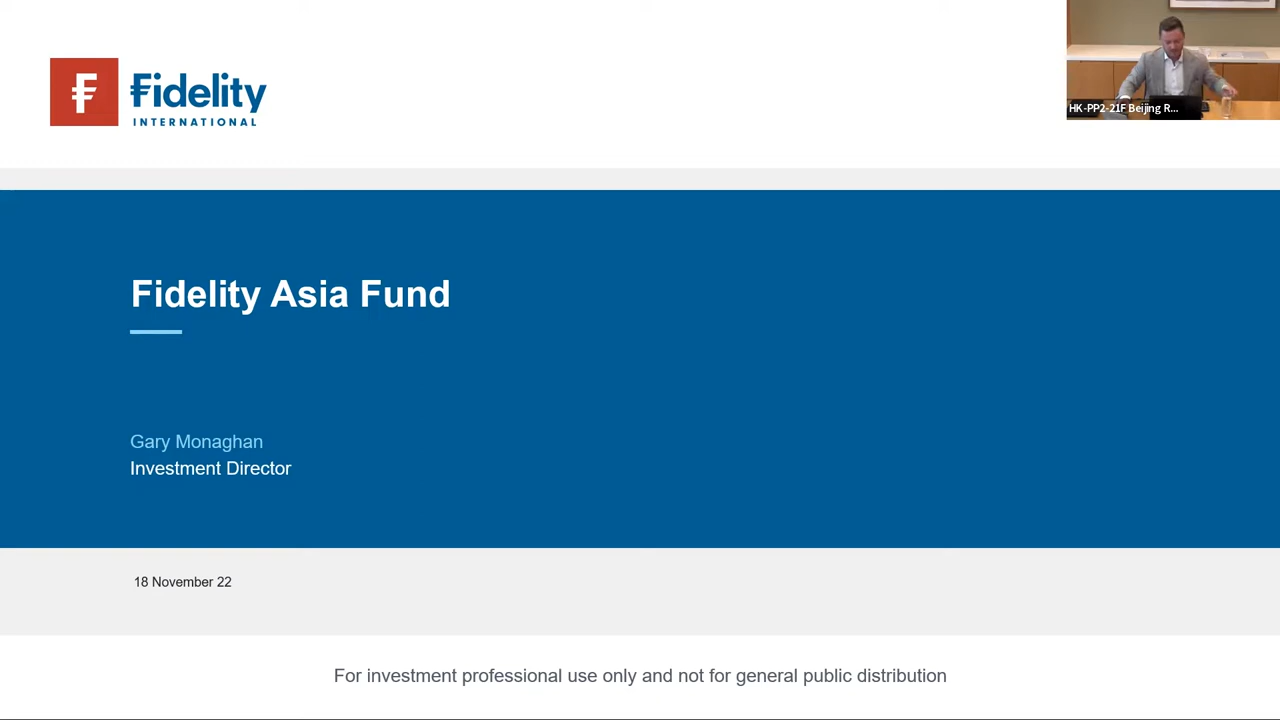 Fidelity
INTERNATIONAL
HK-PP2-21F Beijing R...
Fidelity Asia Fund
Gary Monaghan
Investment Director
18 November 22
For investment professional use only and not for general public distribution